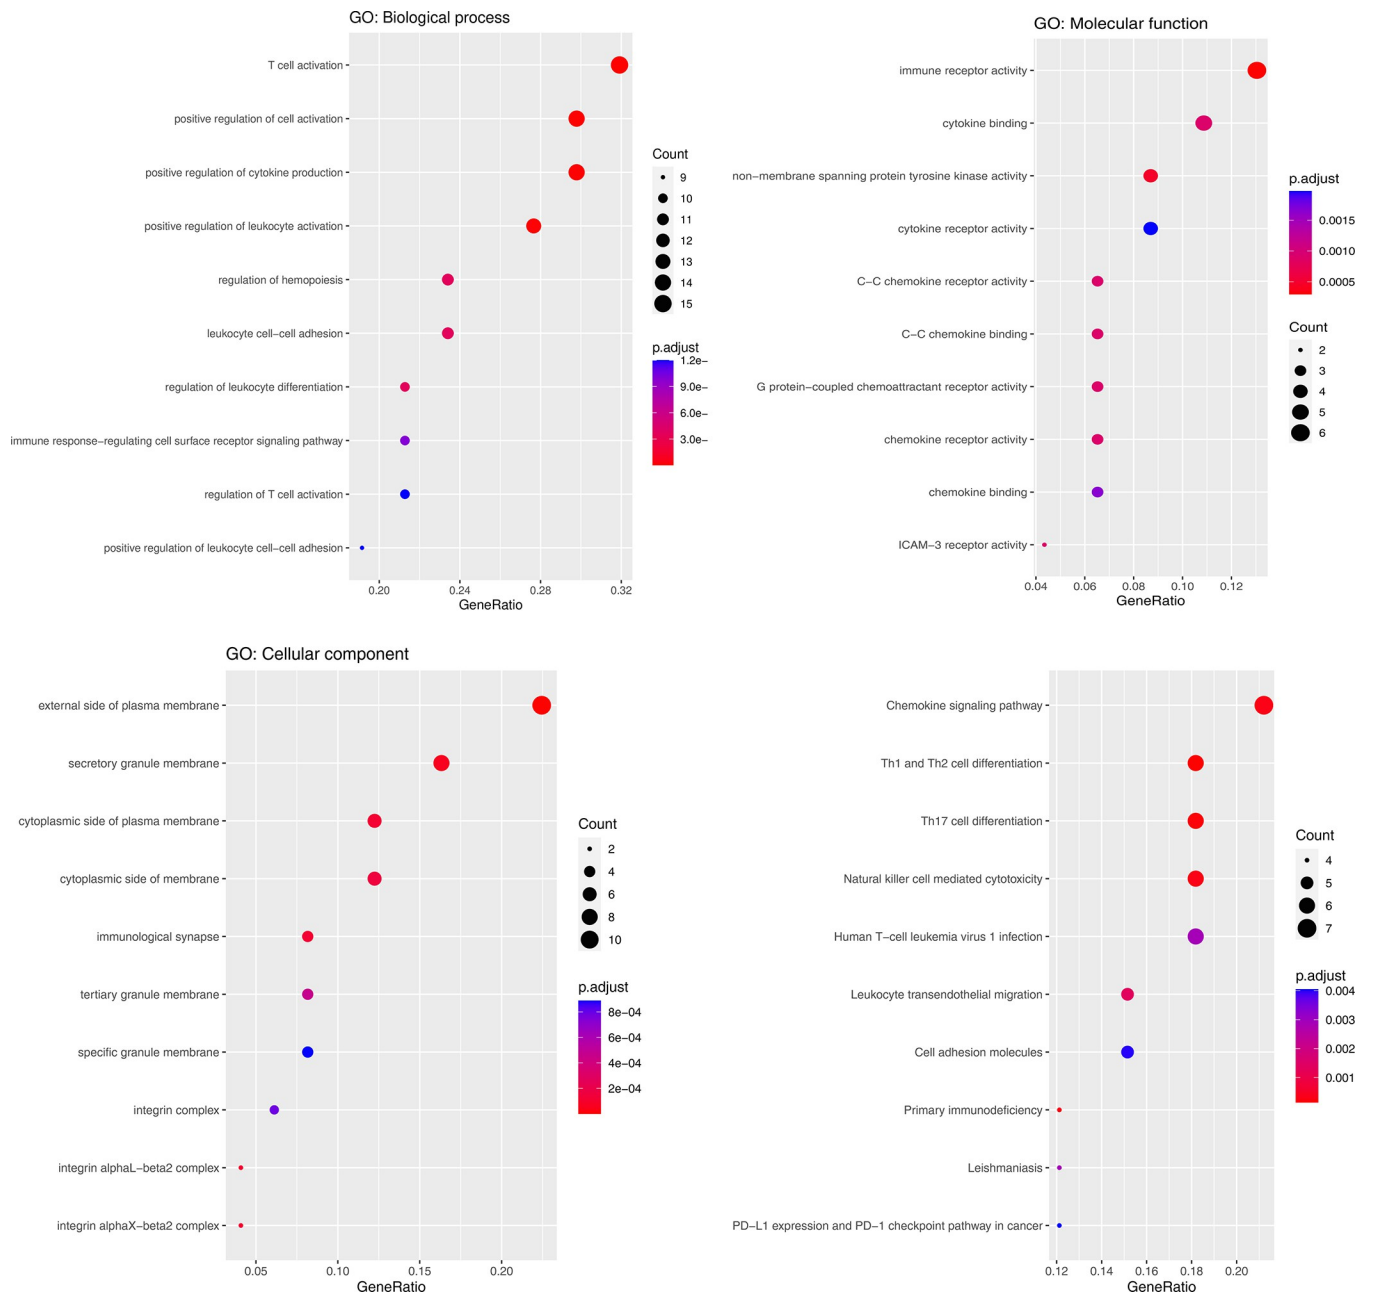 GO: Biological process
T cell activation
positive regulation of cell activation
positive regulation of cytokine production
positive regulation of leukocyte activation
regulation of hemopoiesis
leukocyte cell−cell adhesion
regulation of leukocyte differentiation
immune response−regulating cell surface receptor signaling pathway
regulation of T cell activation
positive regulation of leukocyte cell−cell adhesion
0.20 0.24 0.28 0.32
GeneRatio
Count
9
10
11
12
13
14
15
p.adjust
1.2e−
9.0e−
6.0e−
3.0e−
GO: Molecular function
immune receptor activity
cytokine binding
non−membrane spanning protein tyrosine kinase activity
cytokine receptor activity
C−C chemokine receptor activity
C−C chemokine binding
G protein−coupled chemoattractant receptor activity
chemokine receptor activity
chemokine binding
ICAM−3 receptor activity
0.04 0.06 0.08 0.10 0.12
GeneRatio
p.adjust
0.0015
0.0010
0.0005
Count
2
3
4
5
6
GO: Cellular component
external side of plasma membrane
secretory granule membrane
cytoplasmic side of plasma membrane
cytoplasmic side of membrane
immunological synapse
tertiary granule membrane
specific granule membrane
integrin complex
integrin alphaL−beta2 complex
integrin alphaX−beta2 complex
0.05 0.10 0.15 0.20
GeneRatio
Count
2
4
6
8
10
p.adjust
8e−04
6e−04
4e−04
2e−04
Chemokine signaling pathway
Th1 and Th2 cell differentiation
Th17 cell differentiation
Natural killer cell mediated cytotoxicity
Human T−cell leukemia virus 1 infection
Leukocyte transendothelial migration
Cell adhesion molecules
Primary immunodeficiency
Leishmaniasis
PD−L1 expression and PD−1 checkpoint pathway in cancer
0.12 0.14 0.16 0.18 0.20
GeneRatio
Count
4
5
6
7
p.adjust
0.004
0.003
0.002
0.001